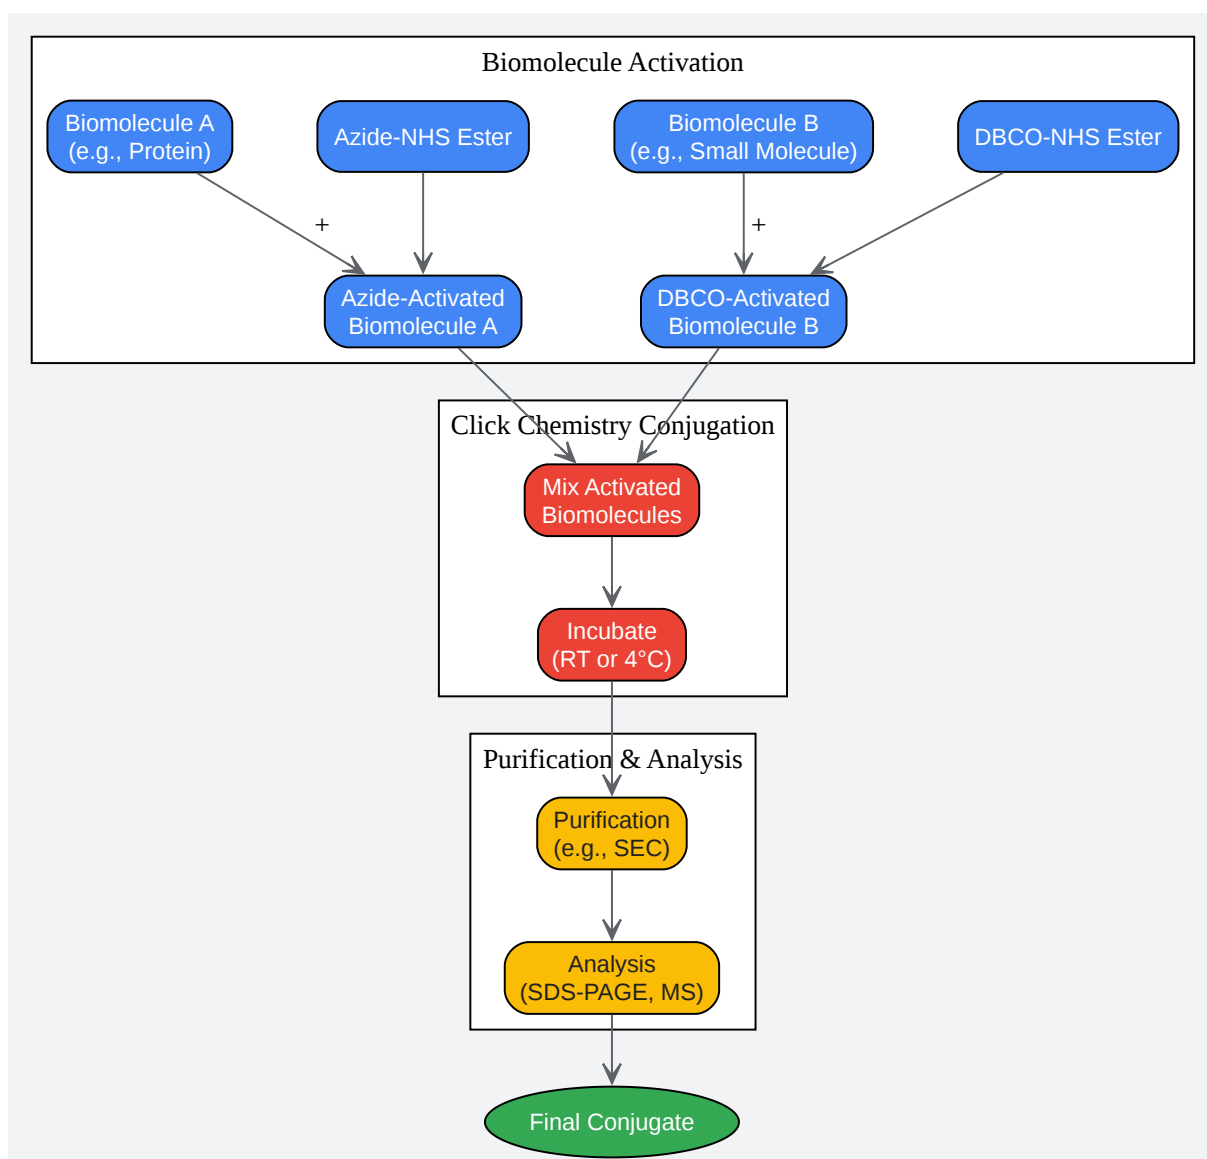 Biomolecule Activation
Biomolecule A
(e.g., Protein)
Azide-NHS Ester
Biomolecule B
(e.g., Small Molecule)
DBCO-NHS Ester
+
+
Azide-Activated
Biomolecule A
DBCO-Activated
Biomolecule B
Click Chemistry Conjugation
Mix Activated
Biomolecules
Incubate
(RT or 4°C)
Purification & Analysis
Purification
(e.g., SEC)
Analysis
(SDS-PAGE, MS)
Final Conjugate